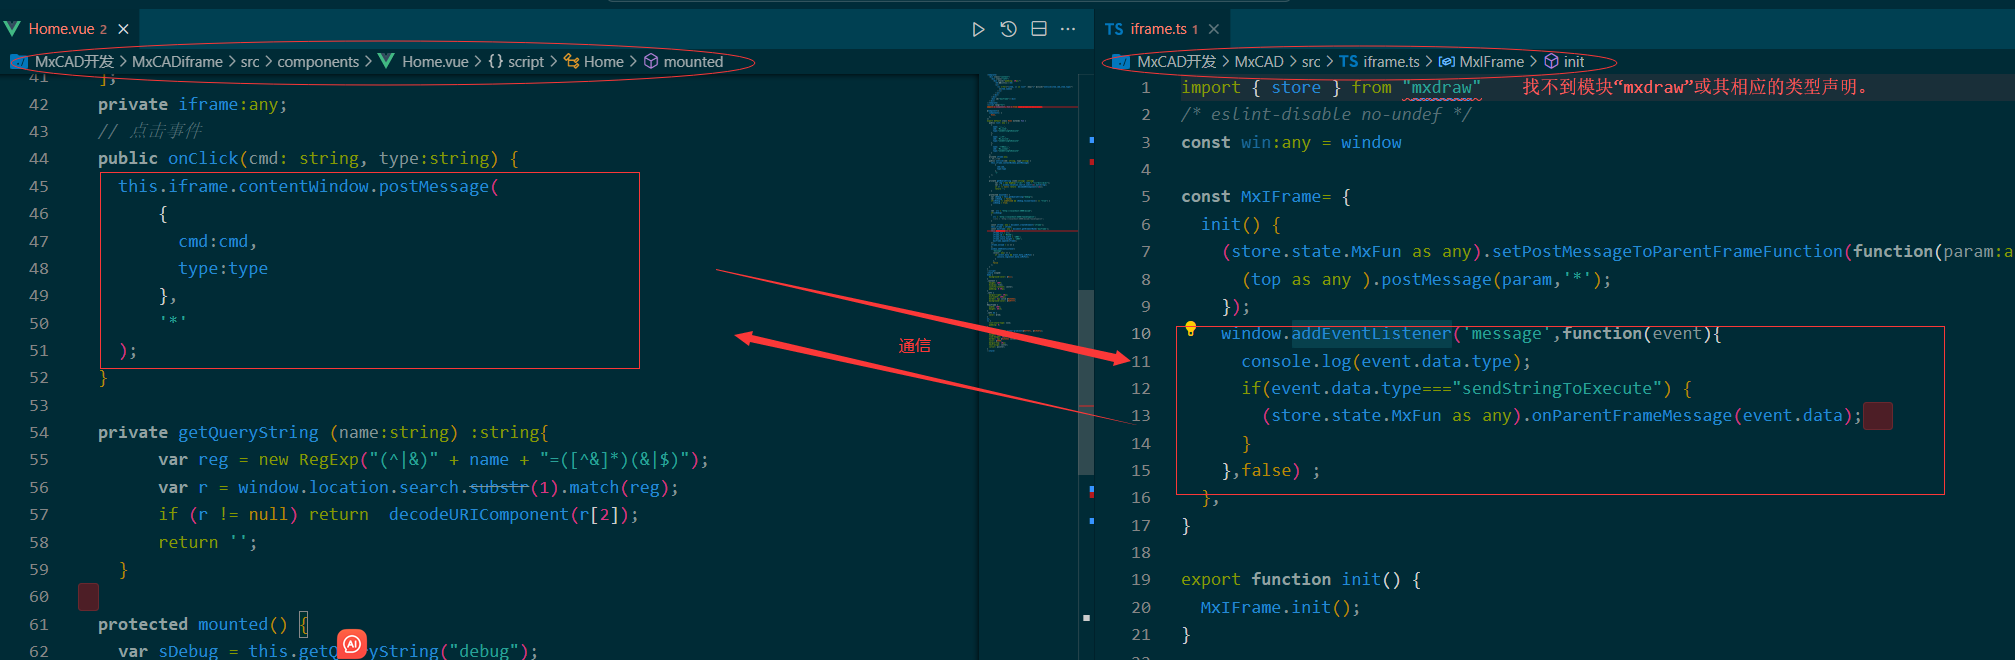 Home.vue 2
MxCAD开发 > MxCADiframe > src > components > Home.vue > {} script > Home > mounted
41 };
42 private iframe:any;
43 // 点击事件
44 public onClick(cmd: string, type:string) {
45 this.iframe.contentWindow.postMessage(
46 {
47 cmd:cmd,
48 type:type
49 },
50 '*'
51 );
52 }
53
54 private getQueryString (name:string) :string{
55 var reg = new RegExp("(^|&)" + name + "=([^&]*)(&|$)");
56 var r = window.location.search.substr(1).match(reg);
57 if (r != null) return  decodeURIComponent(r[2]);
58 return '';
59 }
60
61 protected mounted() {
62 var sDebug = this.getQueryString("debug");
AI
通信
TS iframe.ts 1
MxCAD开发 > MxCAD > src > TS iframe.ts > MxIFrame > init
1 import { store } from "mxdraw" 找不到模块“mxdraw”或其相应的类型声明。
2 /* eslint-disable no-undef */
3 const win:any = window
4
5 const MxIFrame= {
6 init() {
7 (store.state.MxFun as any).setPostMessageToParentFrameFunction(function(param:a
8 (top as any ).postMessage(param,'*');
9 });
10 window.addEventListener('message',function(event){
11 console.log(event.data.type);
12 if(event.data.type==="sendStringToExecute") {
13 (store.state.MxFun as any).onParentFrameMessage(event.data);
14 }
15 },false) ;
16 },
17 }
18
19 export function init() {
20 MxIFrame.init();
21 }